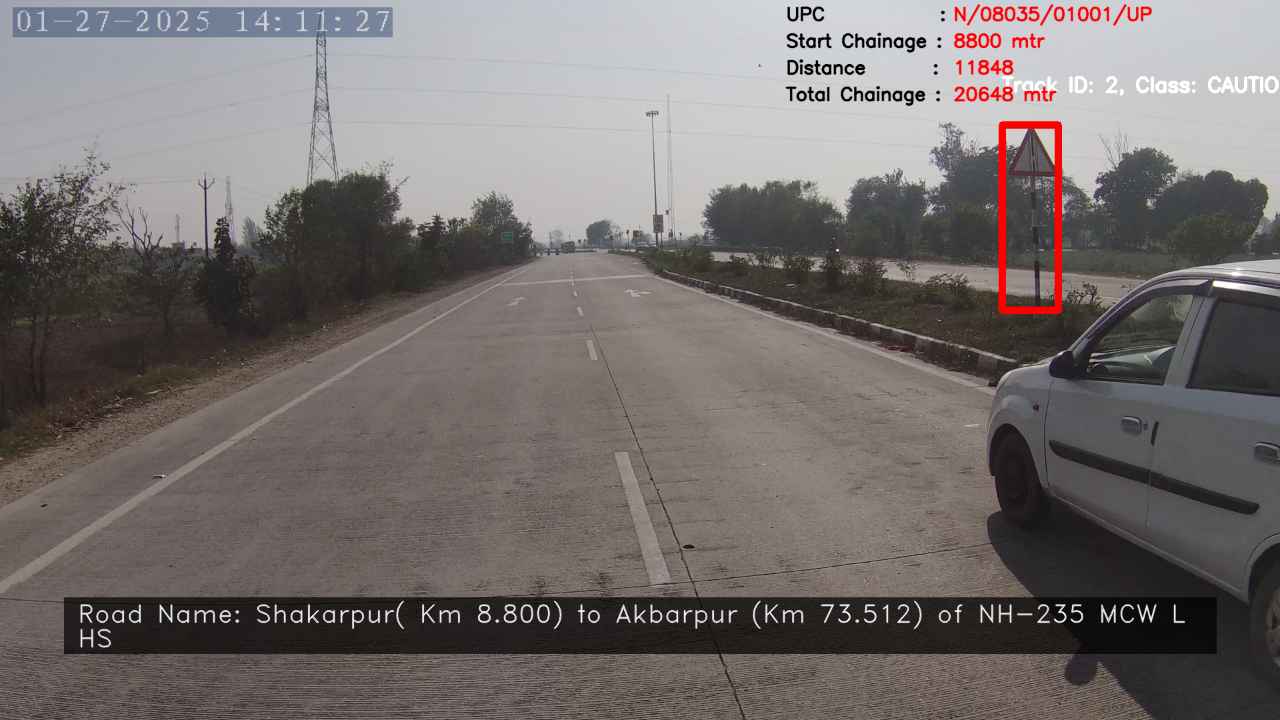 01-27-2025 14:11:27
UPC : N/08035/01001/UP
Start Chainage : 8800 mtr
Distance : 11848
Track ID: 2, Class: CAUTIO
Total Chainage : 20648 mtr
Road Name: Shakarpur( Km 8.800) to Akbarpur (Km 73.512) of NH-235 MCW L
HS